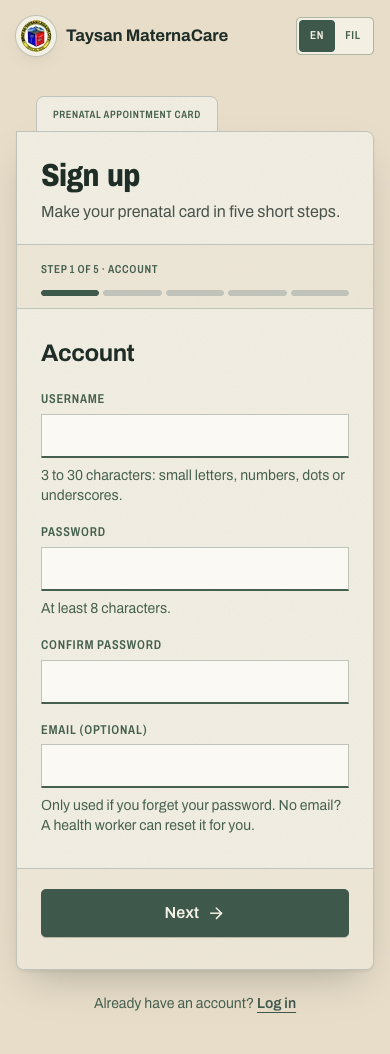 Taysan MaternaCare
EN
FIL
PRENATAL APPOINTMENT CARD
Sign up
Make your prenatal card in five short steps.
STEP 1 OF 5 · ACCOUNT
Account
USERNAME
3 to 30 characters: small letters, numbers, dots or
underscores.
PASSWORD
At least 8 characters.
CONFIRM PASSWORD
EMAIL (OPTIONAL)
Only used if you forget your password. No email?
A health worker can reset it for you.
Next →
Already have an account? Log in